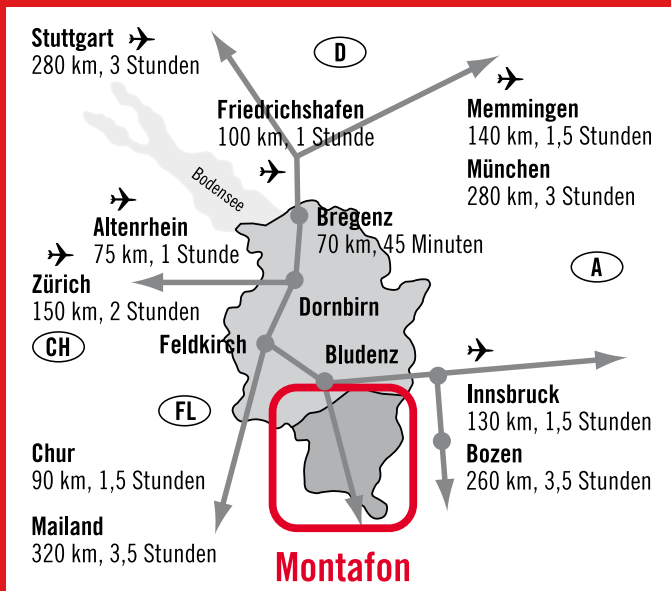 Stuttgart
280 km, 3 Stunden
D
Friedrichshafen
100 km, 1 Stunde
Memmingen
140 km, 1,5 Stunden
München
280 km, 3 Stunden
Bodensee
Altenrhein
75 km, 1 Stunde
Bregenz
70 km, 45 Minuten
Zürich
150 km, 2 Stunden
A
Dornbirn
CH
Feldkirch
Bludenz
FL
Innsbruck
130 km, 1,5 Stunden
Bozen
260 km, 3,5 Stunden
Chur
90 km, 1,5 Stunden
Mailand
320 km, 3,5 Stunden
Montafon